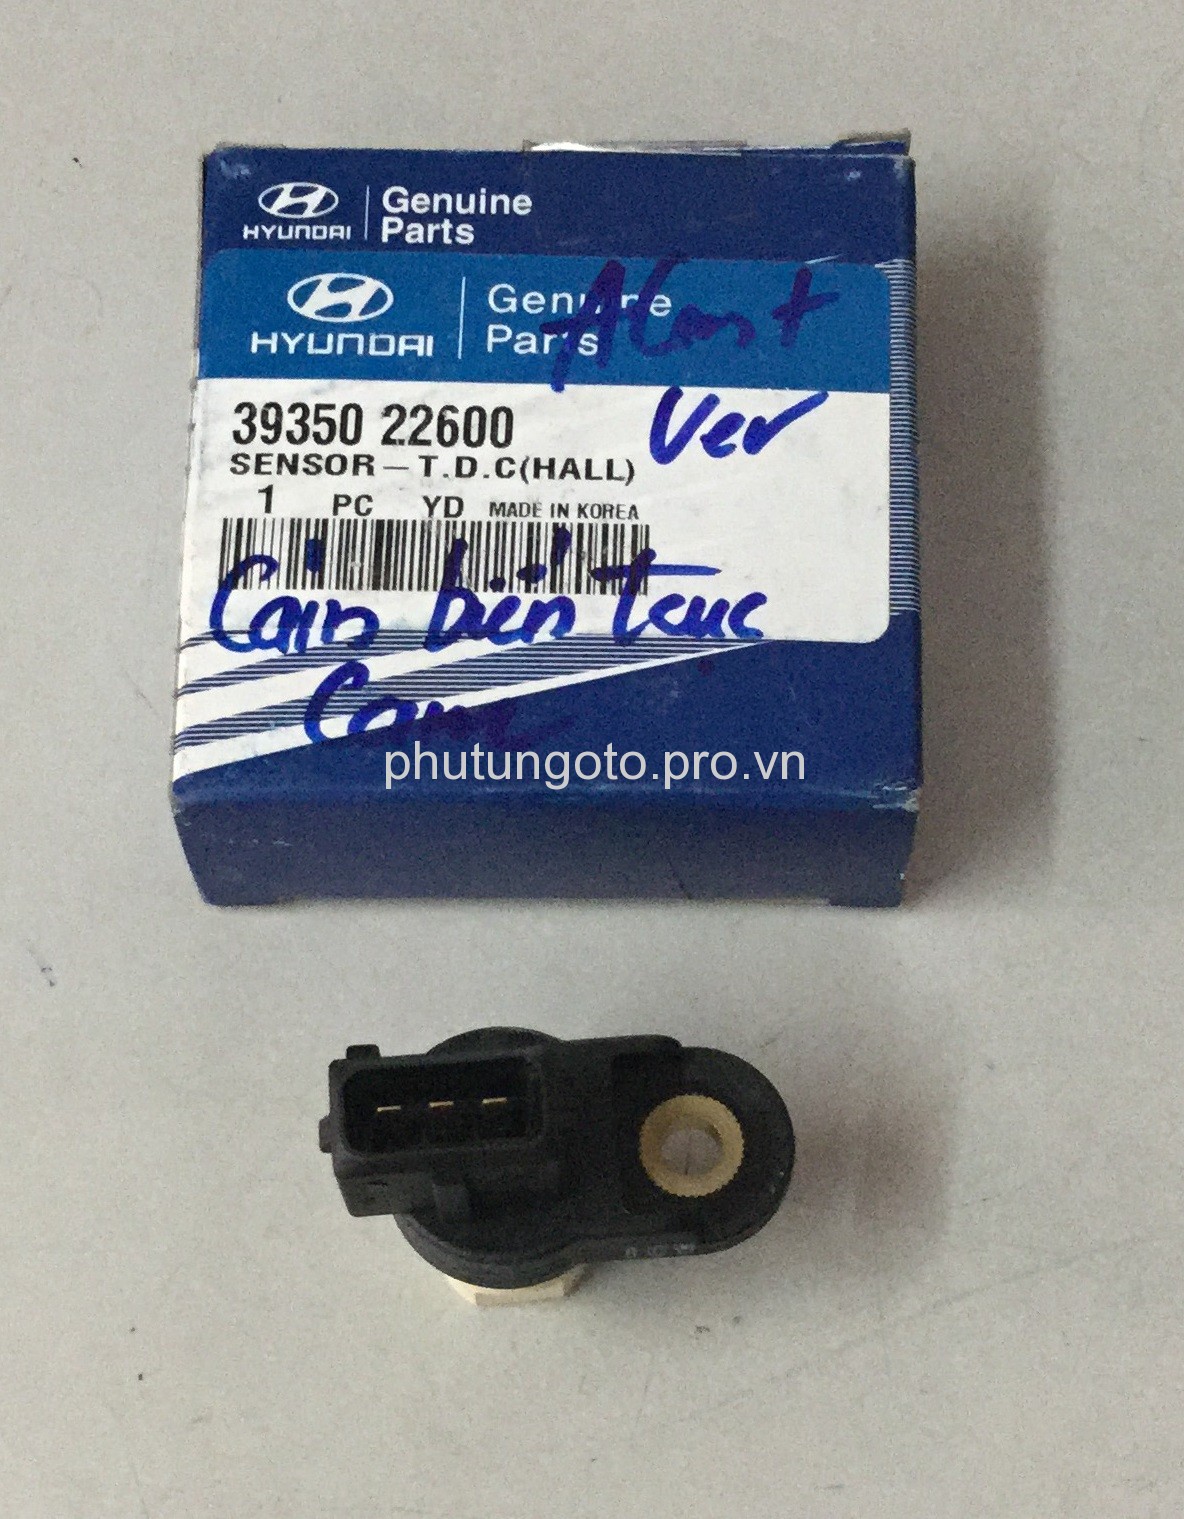 HYUNDAI Genuine Parts
HYUNDAI Genuine Parts
Ver
39350 22600
SENSOR-T.D.C(HALL)
1 PC YD MADE IN KOREA
Cảm biến trục
Cam
phutungoto.pro.vn